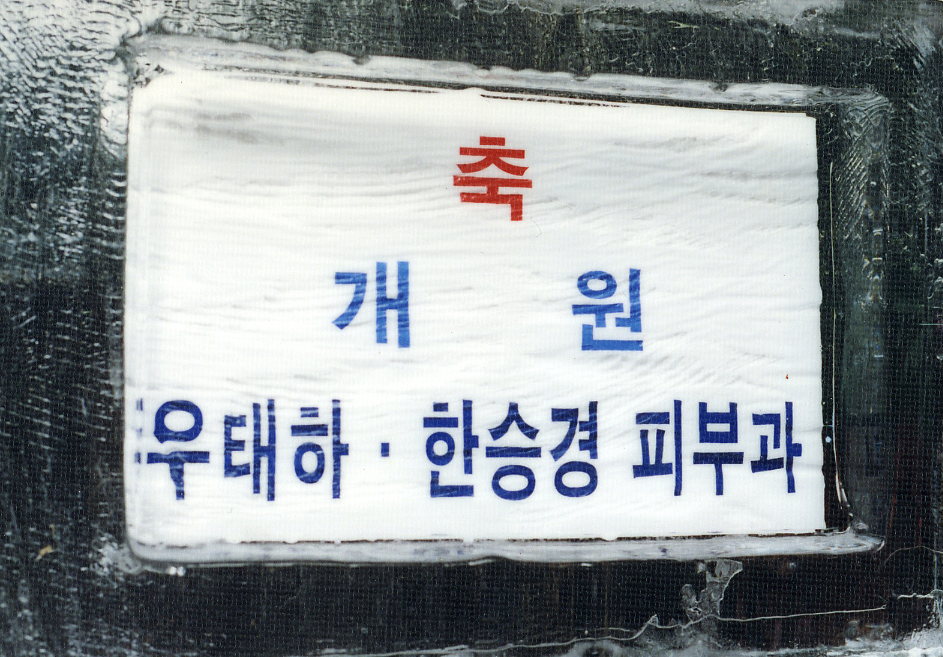 축
개 원
우태하 · 한승경 피부과